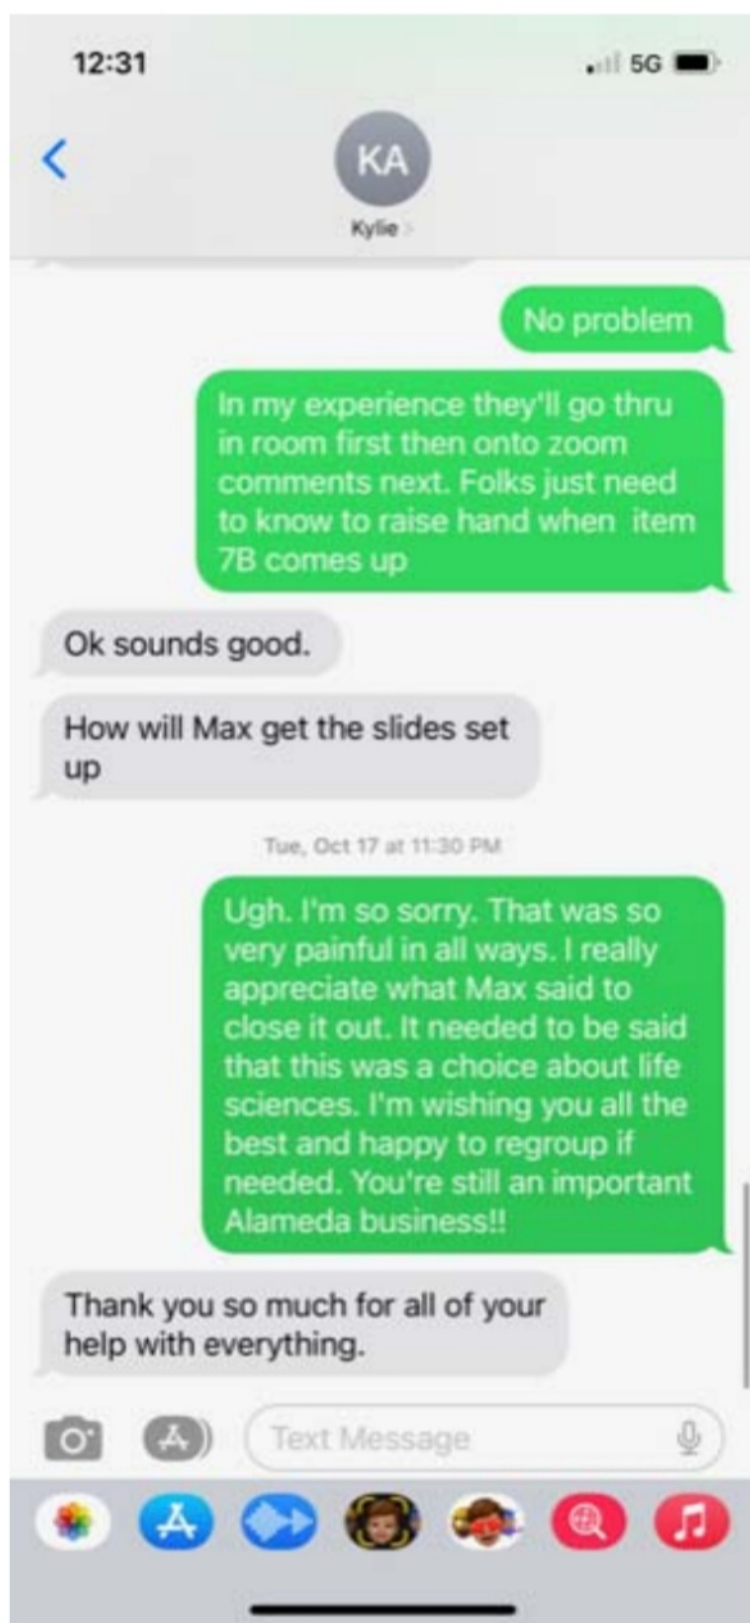 12:31
5G
KA
Kylie
No problem
In my experience they'll go thru
in room first then onto zoom
comments next. Folks just need
to know to raise hand when item
7B comes up
Ok sounds good.
How will Max get the slides set
up
Tue, Oct 17 at 11:30 PM
Ugh. I'm so sorry. That was so
very painful in all ways. I really
appreciate what Max said to
close it out. It needed to be said
that this was a choice about life
sciences. I'm wishing you all the
best and happy to regroup if
needed. You're still an important
Alameda business!!
Thank you so much for all of your
help with everything.
Text Message